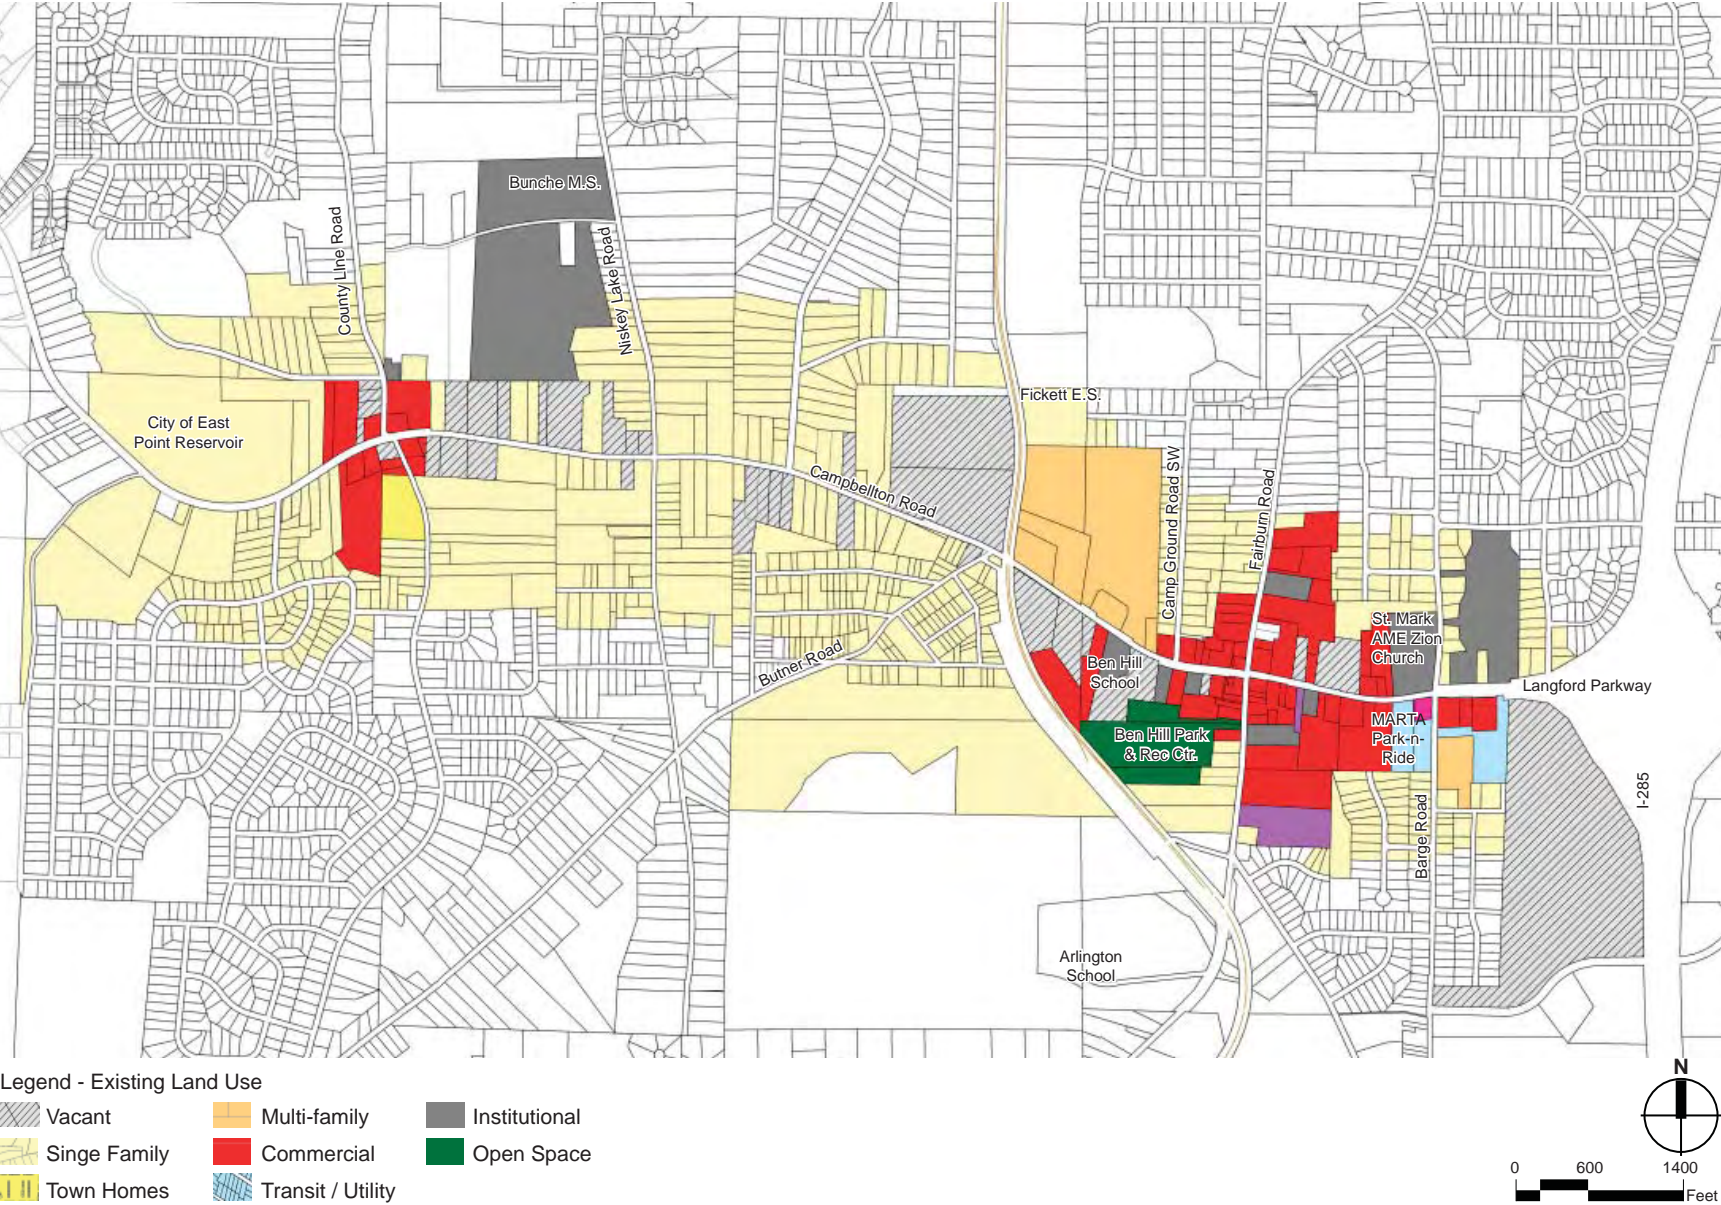 Bunche M.S.
County LIne Road
Niskey Lake Road
City of East
Point Reservoir
Fickett E.S.
Campbellton Road
Camp Ground Road SW
Fairburn Road
Butner Road
Ben Hill
School
St. Mark
AME Zion
Church
Langford Parkway
Ben Hill Park
& Rec Ctr.
MARTA
Park-n-
Ride
I-285
Barge Road
Arlington
School
Legend - Existing Land Use
Vacant
Multi-family
Institutional
Singe Family
Commercial
Open Space
Town Homes
Transit / Utility
N
0 600 1400
Feet